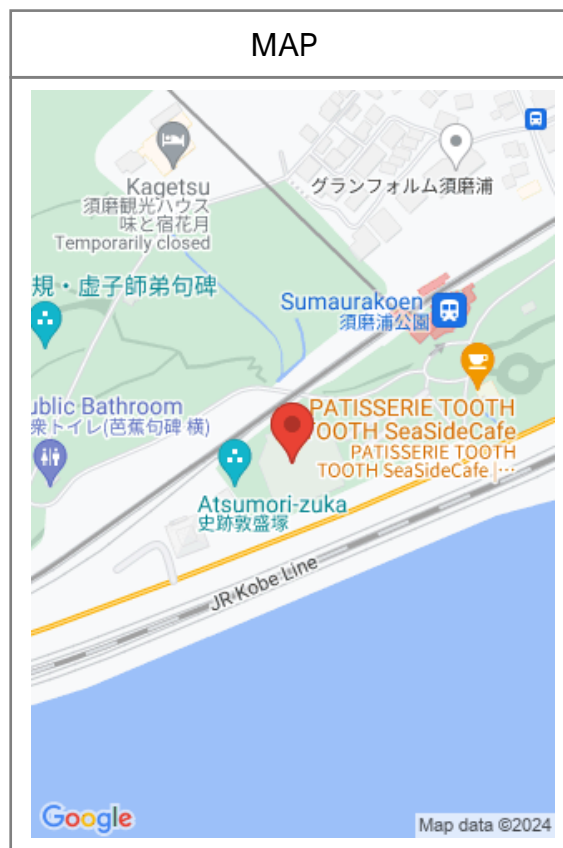 MAP
Kagetsu
須磨観光ハウス
味と宿花月
Temporarily closed
グランフォルム須磨浦
規・虚子師弟句碑
Sumaurakoen
須磨浦公園
ublic Bathroom
衆トイレ(芭蕉句碑 横)
PATISSERIE TOOTH
TOOTH SeaSideCafe
PATISSERIE TOOTH
TOOTH SeaSideCafe |…
Atsumori-zuka
史跡敦盛塚
JR Kobe Line
Google
Map data ©2024